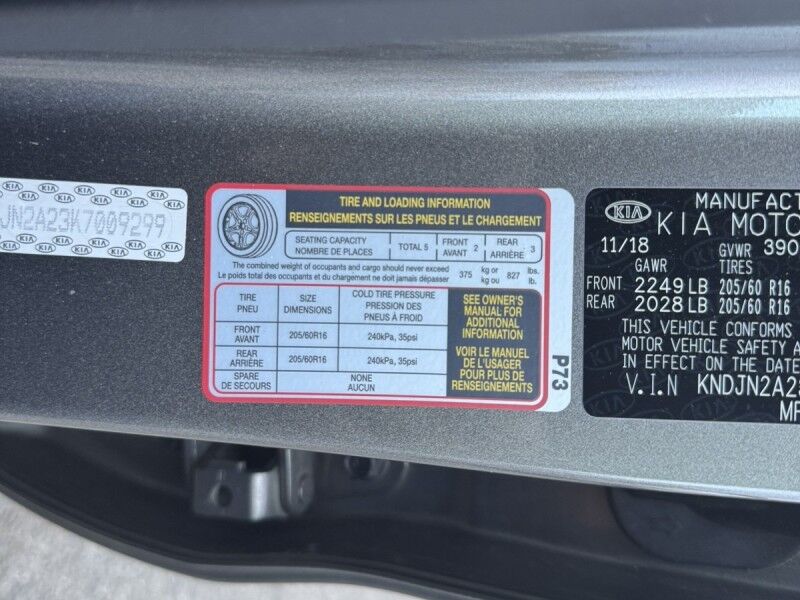 KIA KIA KIA KIA
JN2A23K7009299
KIA KIA KIA KIA
TIRE AND LOADING INFORMATION
RENSEIGNEMENTS SUR LES PNEUS ET LE CHARGEMENT
SEATING CAPACITY
NOMBRE DE PLACES
TOTAL 5
FRONT
AVANT 2
REAR
ARRIÈRE 3
The combined weight of occupants and cargo should never exceed
Le poids total des occupants et du chargement ne doit jamais dépasser
375 kg or
kg ou
827 lbs.
lb.
TIRE
PNEU
SIZE
DIMENSIONS
COLD TIRE PRESSURE
PRESSION DES
PNEUS À FROID
FRONT
AVANT
205/60R16
240kPa, 35psi
REAR
ARRIÈRE
205/60R16
240kPa, 35psi
SPARE
DE SECOURS
NONE
AUCUN
SEE OWNER'S
MANUAL FOR
ADDITIONAL
INFORMATION
VOIR LE MANUEL
DE L'USAGER
POUR PLUS DE
RENSEIGNEMENTS
P73
MANUFACT
KIA KIA MOTO
11/18 GVWR 390
GAWR TIRES
FRONT 2249 LB 205/60 R16
REAR 2028 LB 205/60 R16
THIS VEHICLE CONFORMS
MOTOR VEHICLE SAFETY A
IN EFFECT ON THE DATE
V.I.N KNDJN2A2